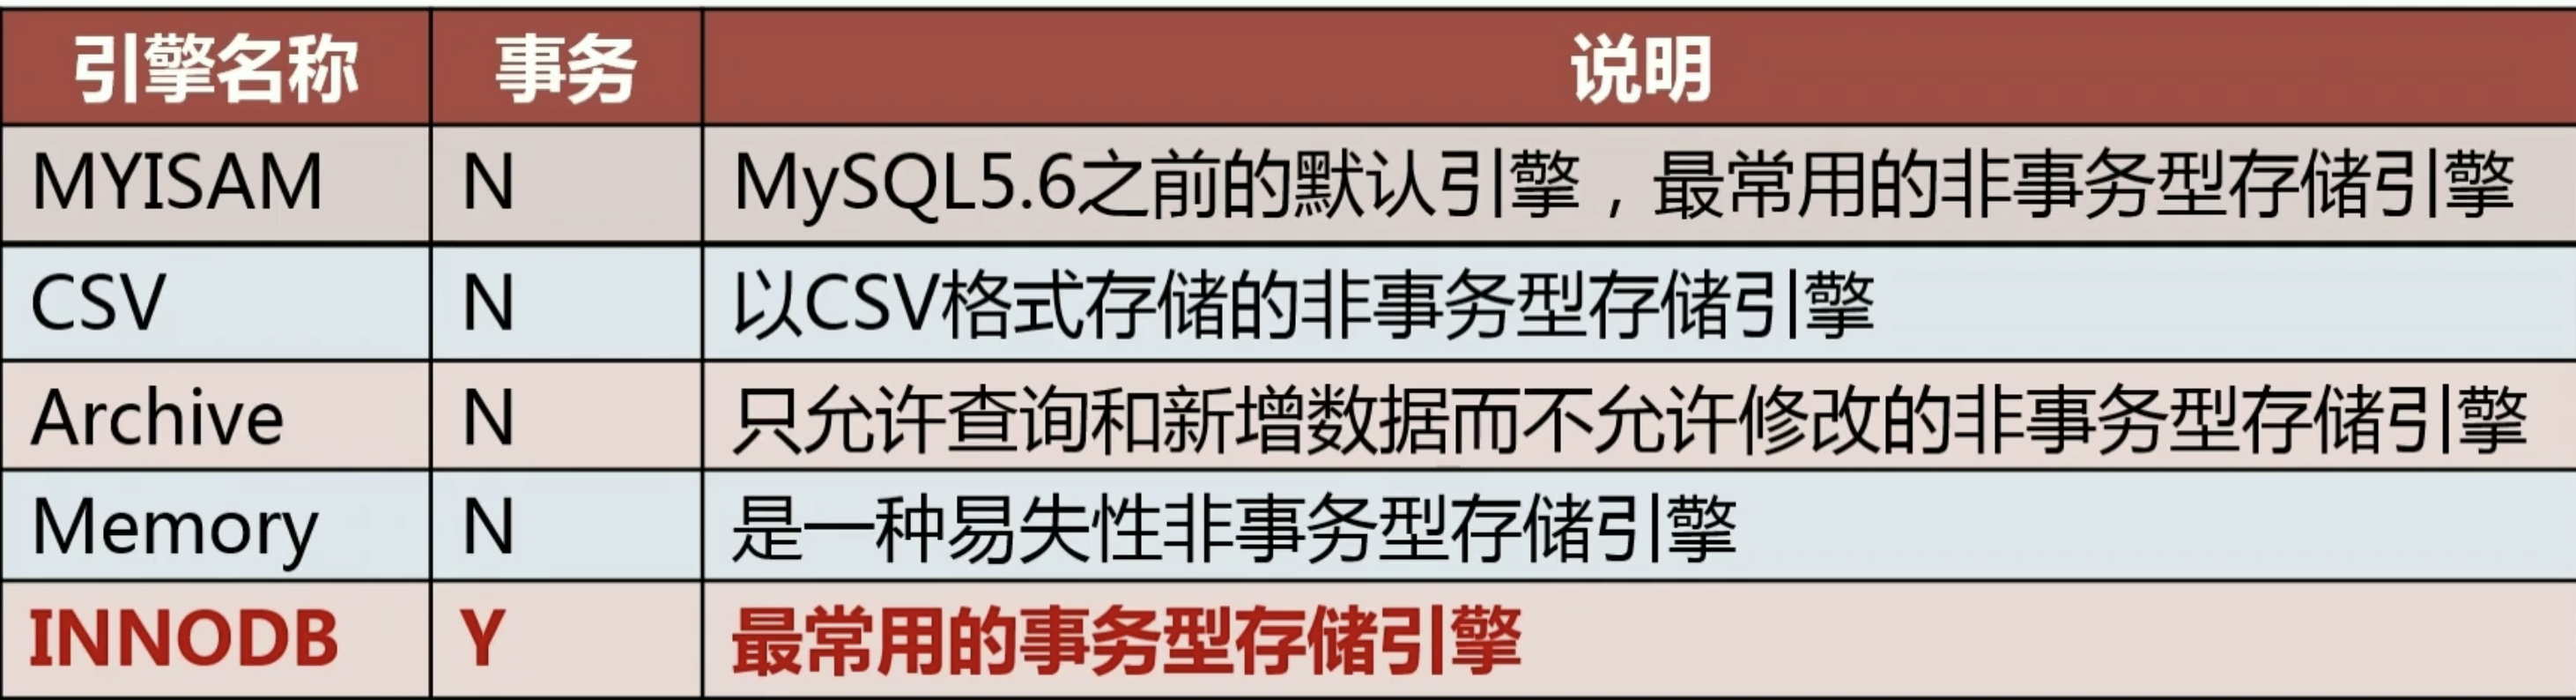 引擎名称 事务 说明
MYISAM N MySQL5.6之前的默认引擎，最常用的非事务型存储引擎
CSV N 以CSV格式存储的非事务型存储引擎
Archive N 只允许查询和新增数据而不允许修改的非事务型存储引擎
Memory N 是一种易失性非事务型存储引擎
INNODB Y 最常用的事务型存储引擎